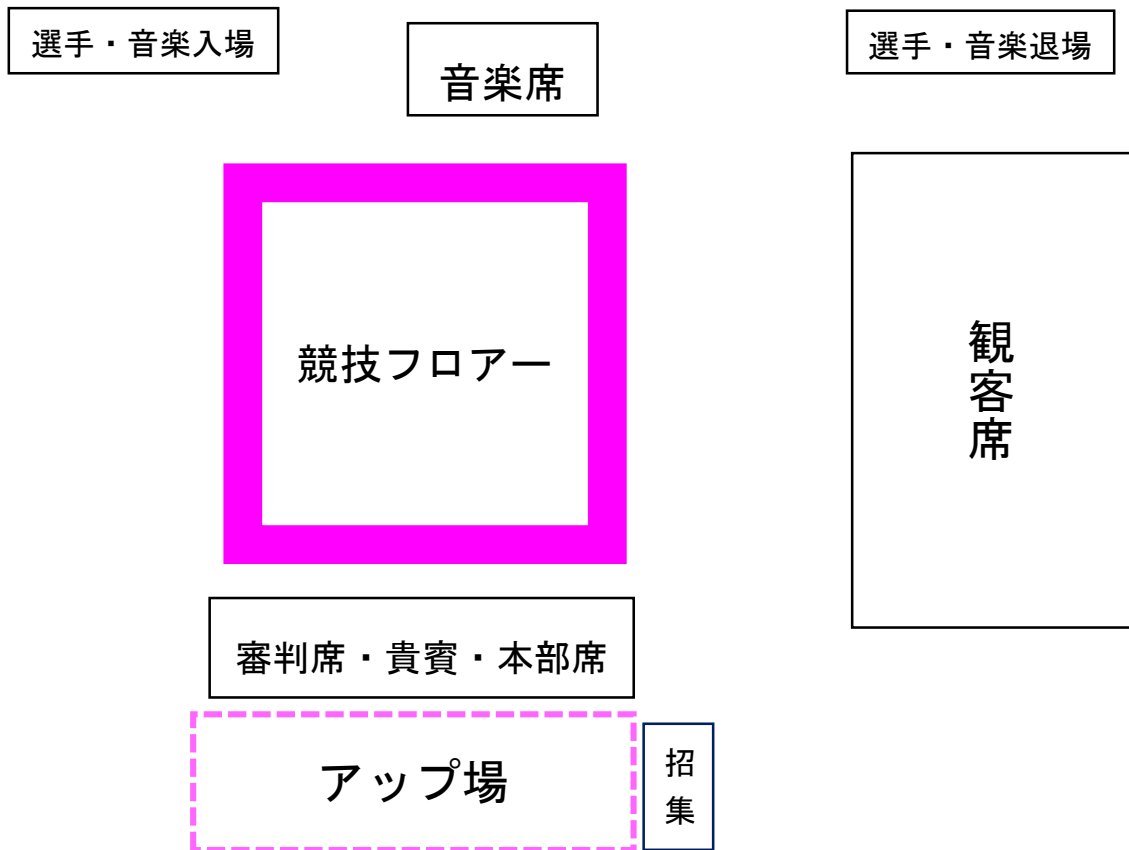 選手・音楽入場
音楽席
選手・音楽退場
競技フロアー
観客席
審判席・貴賓・本部席
アップ場
招集